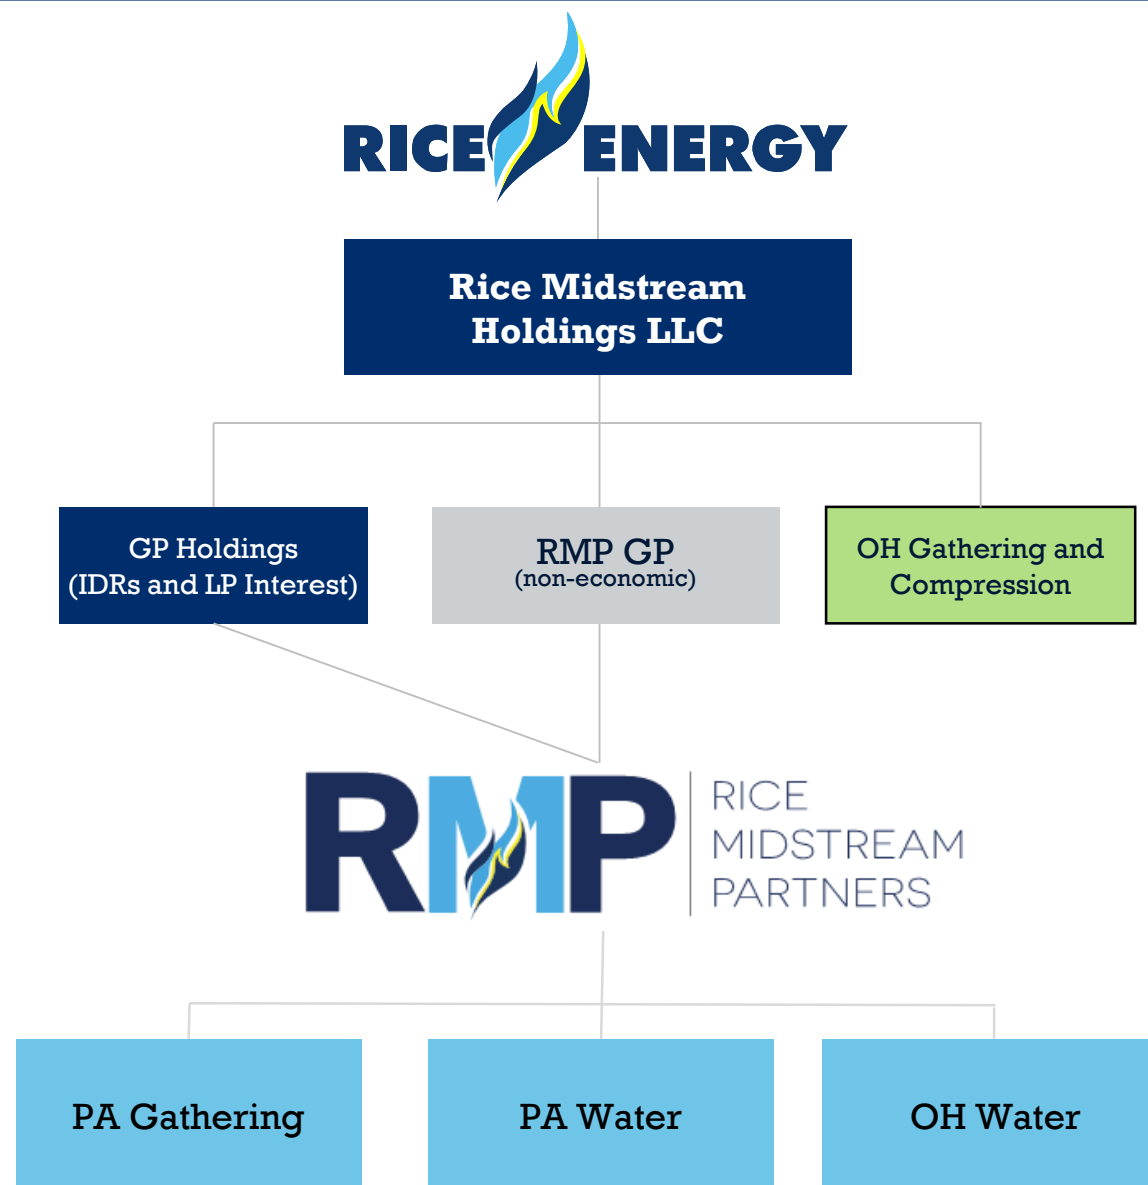 RICE ENERGY
Rice Midstream
Holdings LLC
GP Holdings
(IDRs and LP Interest)
RMP GP
(non-economic)
OH Gathering and
Compression
RMP
RICE
MIDSTREAM
PARTNERS
PA Gathering
PA Water
OH Water